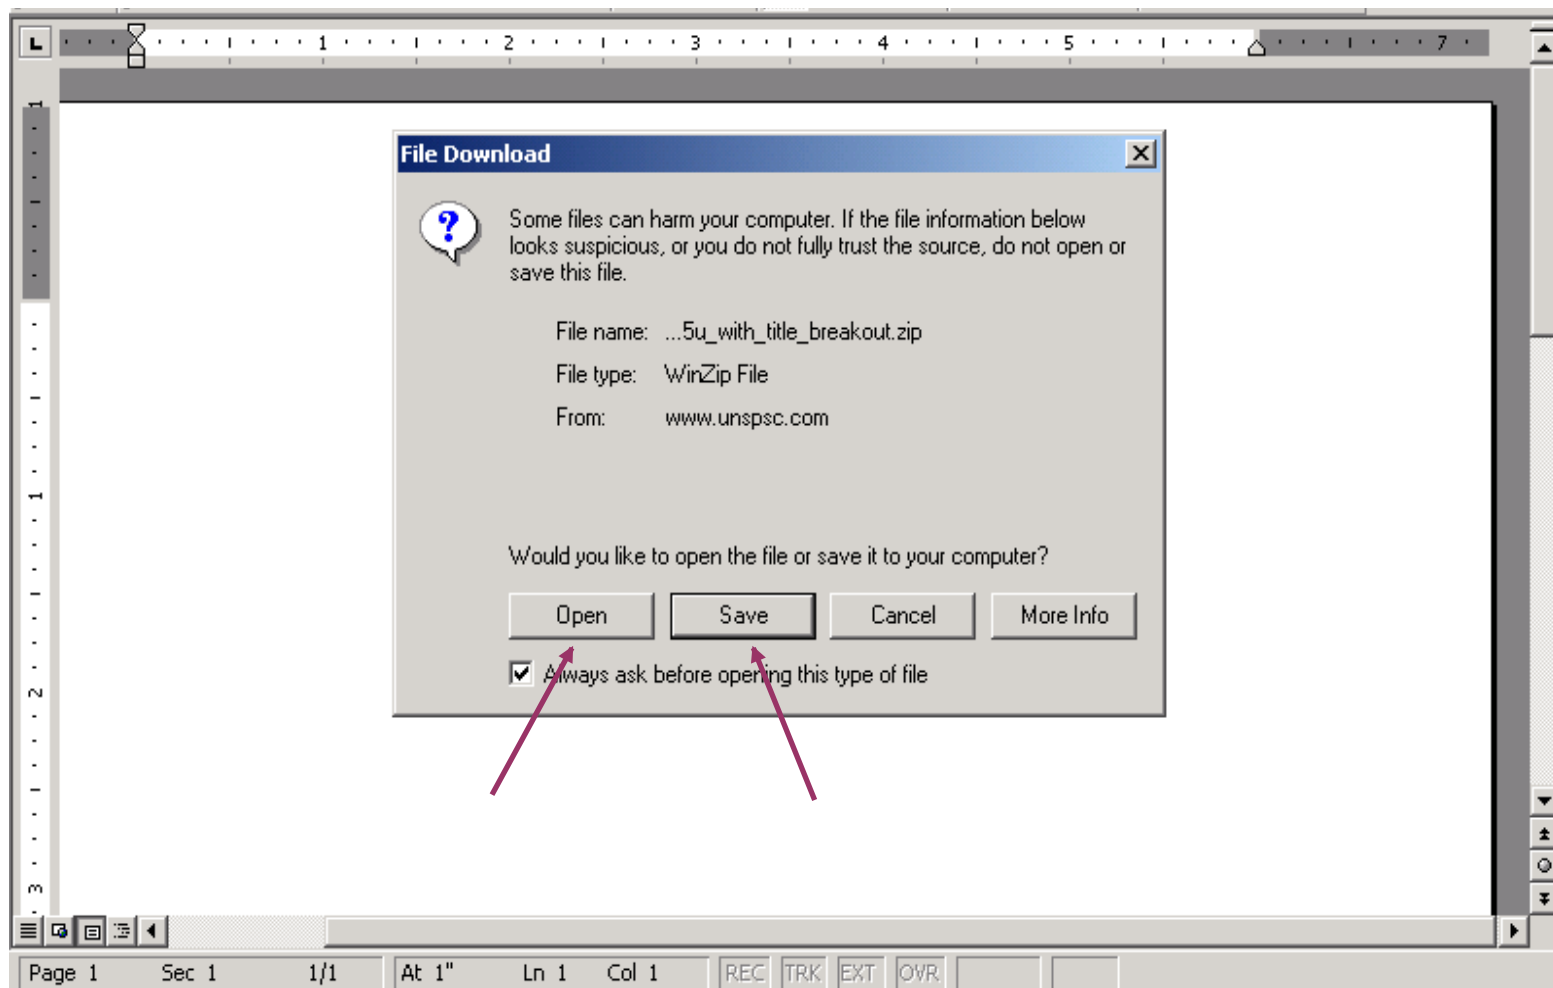 L
1 2 3 4 5 7
File Download
Some files can harm your computer. If the file information below
looks suspicious, or you do not fully trust the source, do not open or
save this file.
File name: ...5u_with_title_breakout.zip
File type: WinZip File
From: www.unspsc.com
Would you like to open the file or save it to your computer?
Open Save Cancel More Info
Always ask before opening this type of file
1
1
2
3
Page 1 Sec 1 1/1 At 1" Ln 1 Col 1 REC TRK EXT OVR